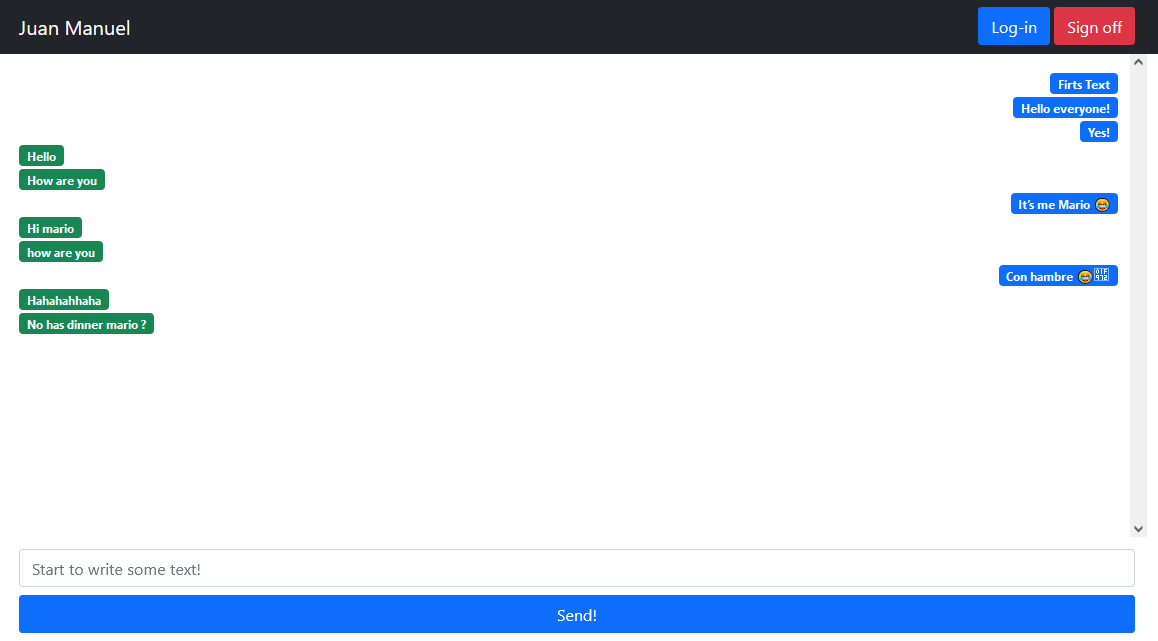 Juan Manuel
Log-in
Sign off
Firts Text
Hello everyone!
Yes!
Hello
How are you
It's me Mario 😂
Hi mario
how are you
Con hambre 😂
Hahahahhaha
No has dinner mario ?
Start to write some text!
Send!